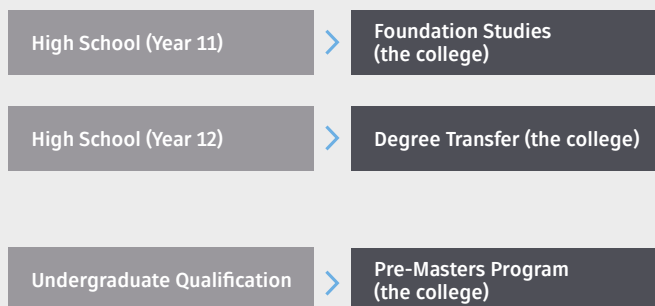 High School (Year 11)
Foundation Studies
(the college)
High School (Year 12)
Degree Transfer (the college)
Undergraduate Qualification
Pre-Masters Program
(the college)